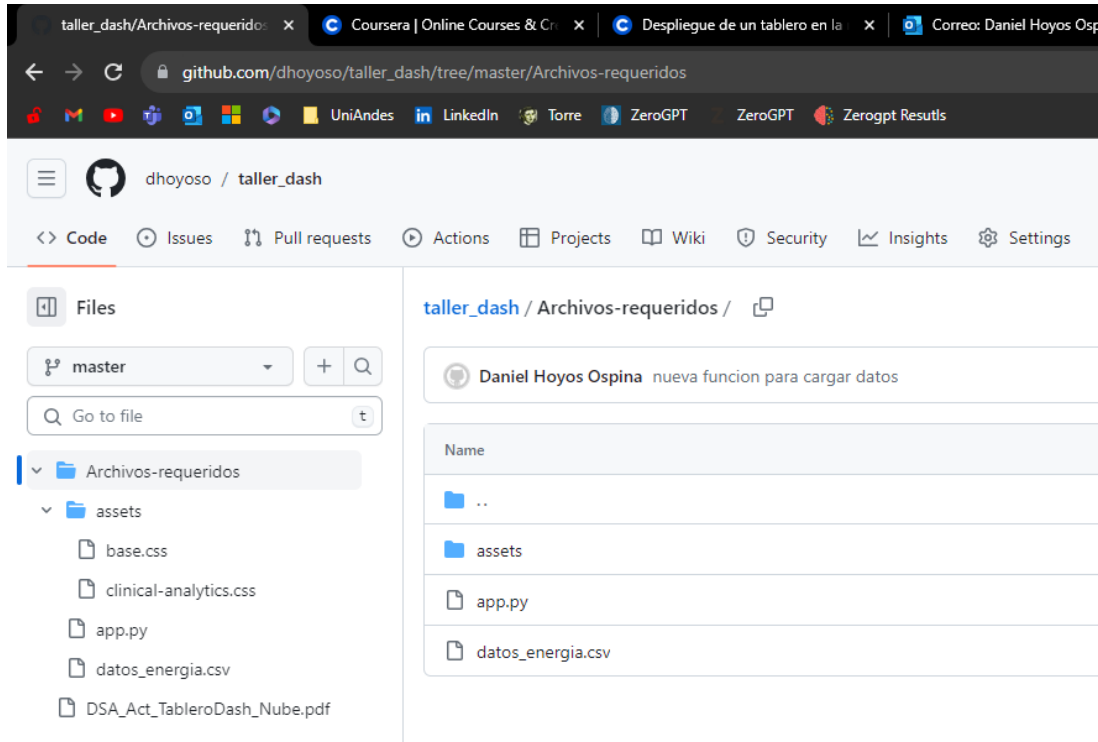 taller_dash/Archivos-requeridos
Coursera | Online Courses & Cr
Despliegue de un tablero en la
Correo: Daniel Hoyos Osp
github.com/dhoyoso/taller_dash/tree/master/Archivos-requeridos
UniAndes LinkedIn Torre ZeroGPT ZeroGPT Zerogpt Resutls
dhoyoso / taller_dash
Code Issues Pull requests Actions Projects Wiki Security Insights Settings
Files
master
Go to file t
Archivos-requeridos
assets
base.css
clinical-analytics.css
app.py
datos_energia.csv
DSA_Act_TableroDash_Nube.pdf
taller_dash / Archivos-requeridos /
Daniel Hoyos Ospina nueva funcion para cargar datos
Name
..
assets
app.py
datos_energia.csv